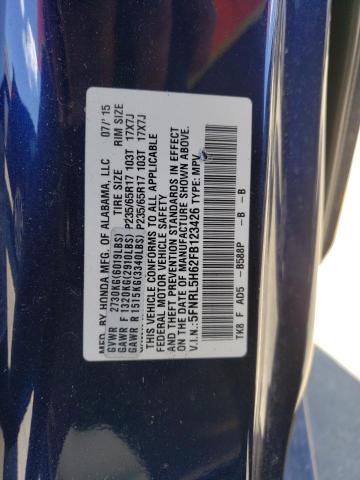 MFD BY HONDA MFG. OF ALABAMA, LLC 07/'15
GVWR 2730KG(6019LBS) TIRE SIZE RIM SIZE
GAWR F 1320KG(2910LBS) P235/65R17 103T 17X7J
GAWR R 1515KG(3340LBS) P235/65R17 103T 17X7J
THIS VEHICLE CONFORMS TO ALL APPLICABLE
FEDERAL MOTOR VEHICLE SAFETY, BUMPER,
AND THEFT PREVENTION STANDARDS IN EFFECT
ON THE DATE OF MANUFACTURE SHOWN ABOVE.
V.I.N.:5FNRL5H62FB123426 TYPE: MPV
TK8 F AD5 -B588P -B -B